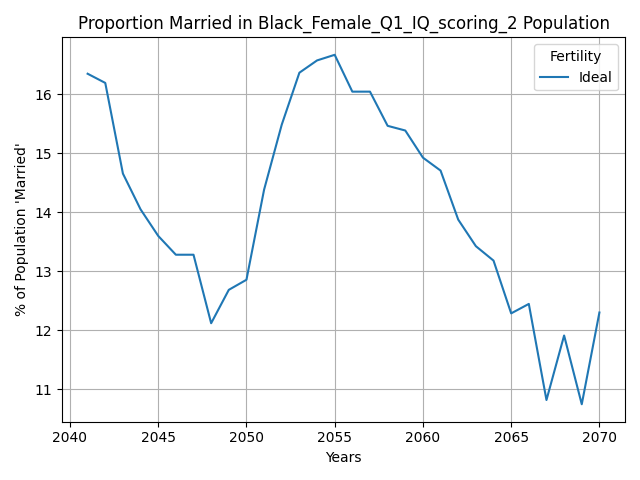 Proportion Married in Black_Female_Q1_IQ_scoring_2 Population
Fertility
Ideal
% of Population 'Married'
16
15
14
13
12
11
2040 2045 2050 2055 2060 2065 2070
Years